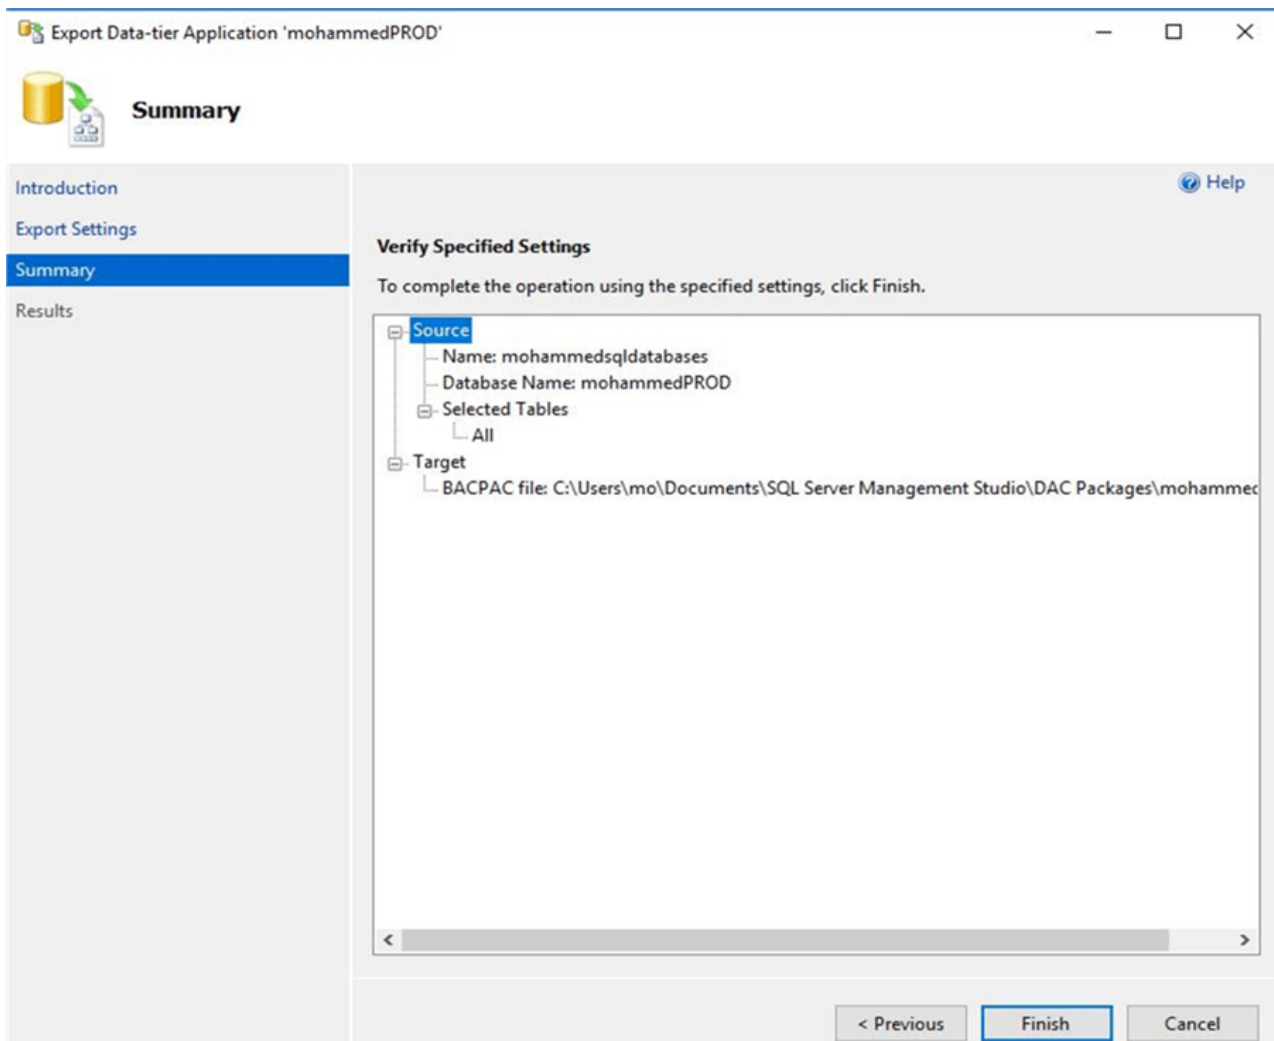 Export Data-tier Application 'mohammedPROD'
Summary
Introduction
Export Settings
Summary
Results
Help
Verify Specified Settings
To complete the operation using the specified settings, click Finish.
Source
Name: mohammedsqldatabases
Database Name: mohammedPROD
Selected Tables
All
Target
BACPAC file: C:\Users\mo\Documents\SQL Server Management Studio\DAC Packages\mohammed
< Previous
Finish
Cancel